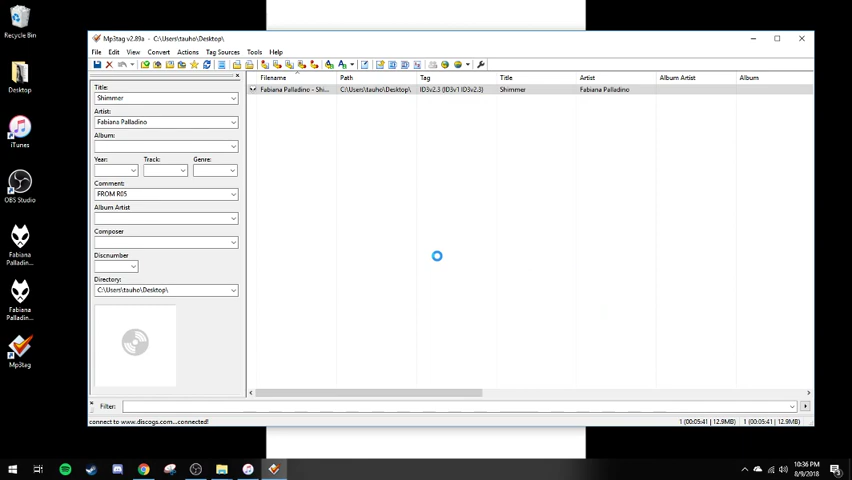 Mp3tag v2.89a - C:\Users\tauho\Desktop\
File Edit View Convert Actions Tag Sources Tools Help
Title:
Shimmer
Artist:
Fabiana Palladino
Album:
Year: Track: Genre:
Comment:
FROM R05
Album Artist
Composer
Discnumber
Directory:
C:\Users\tauho\Desktop\
Filename Path Tag Title Artist Album Artist Album
Fabiana Palladino - Shi... C:\Users\tauho\Desktop\ ID3v2.3 (ID3v1 ID3v2.3) Shimmer Fabiana Palladino
Filter:
connect to www.discogs.com...connected!
1 (00:05:41 | 12.9MB) 1 (00:05:41 | 12.9MB)
Recycle Bin
Desktop
iTunes
OBS Studio
Fabiana
Palladin...
Fabiana
Palladin...
Mp3tag
10:36 PM
8/9/2018